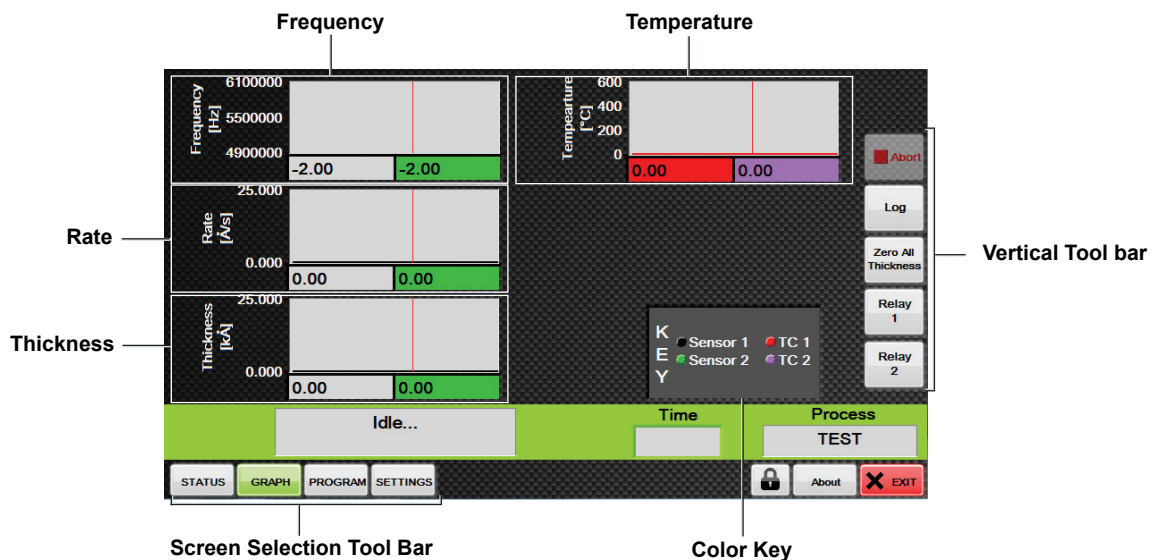 Frequency
Temperature
Frequency
[Hz]
6100000
5500000
4900000
-2.00
-2.00
Tempearture
[°C]
600
400
200
0
0.00
0.00
Abort
Log
Zero All
Thickness
Relay
1
Relay
2
Vertical Tool bar
Rate
Rate
[Å/s]
25.000
0.000
0.00
0.00
Thickness
Thickness
[kÅ]
25.000
0.000
0.00
0.00
KEY
Sensor 1
TC 1
Sensor 2
TC 2
Idle...
Time
Process
TEST
STATUS
GRAPH
PROGRAM
SETTINGS
About
EXIT
Screen Selection Tool Bar
Color Key